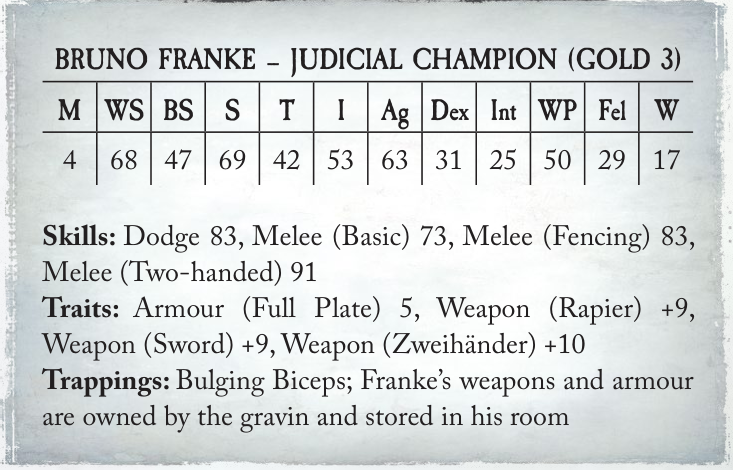 BRUNO FRANKE – JUDICIAL CHAMPION (GOLD 3)
M WS BS S T I Ag Dex Int WP Fel W
4 68 47 69 42 53 63 31 25 50 29 17
Skills: Dodge 83, Melee (Basic) 73, Melee (Fencing) 83,
Melee (Two-handed) 91
Traits: Armour (Full Plate) 5, Weapon (Rapier) +9,
Weapon (Sword) +9, Weapon (Zweihänder) +10
Trappings: Bulging Biceps; Franke’s weapons and armour
are owned by the gravin and stored in his room